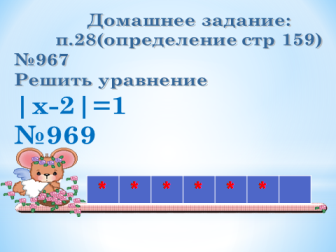 Домашнее задание:
п.28(определение стр 159)
№967
Решить уравнение
|x-2|=1
№969
* * * * * *